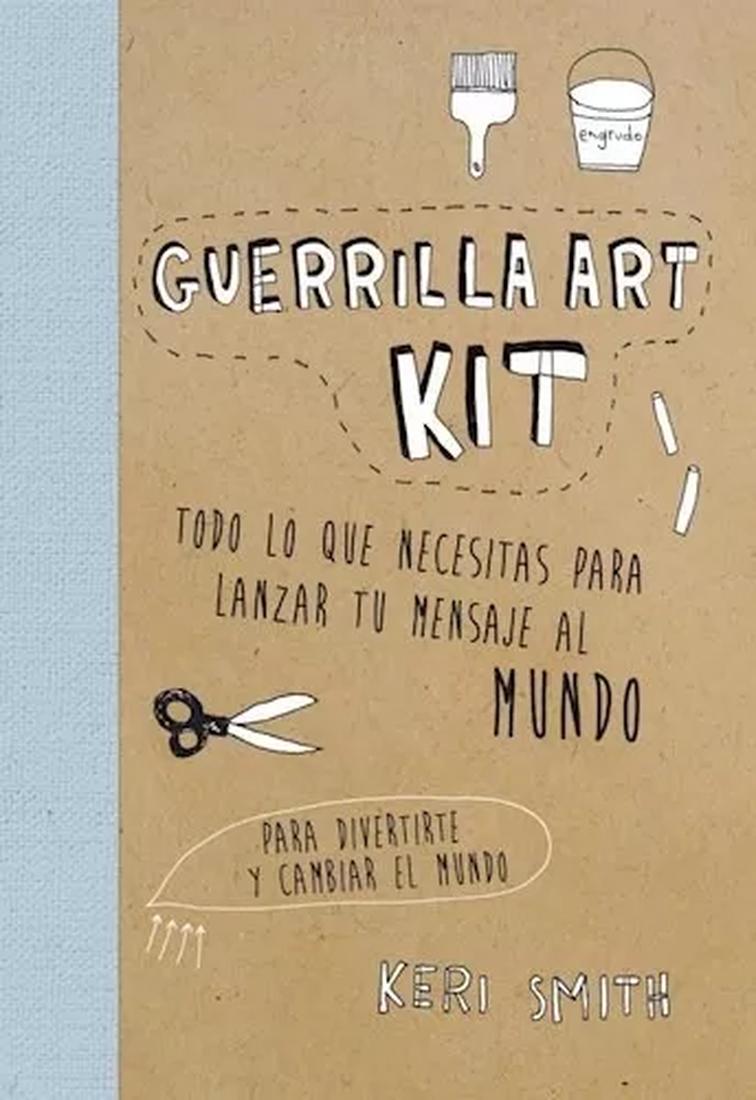 engrudo
GUERRILLA ART
KIT
TODO LO QUE NECESITAS PARA
LANZAR TU MENSAJE AL
MUNDO
PARA DIVERTIRTE
Y CAMBIAR EL MUNDO
KERI SMITH